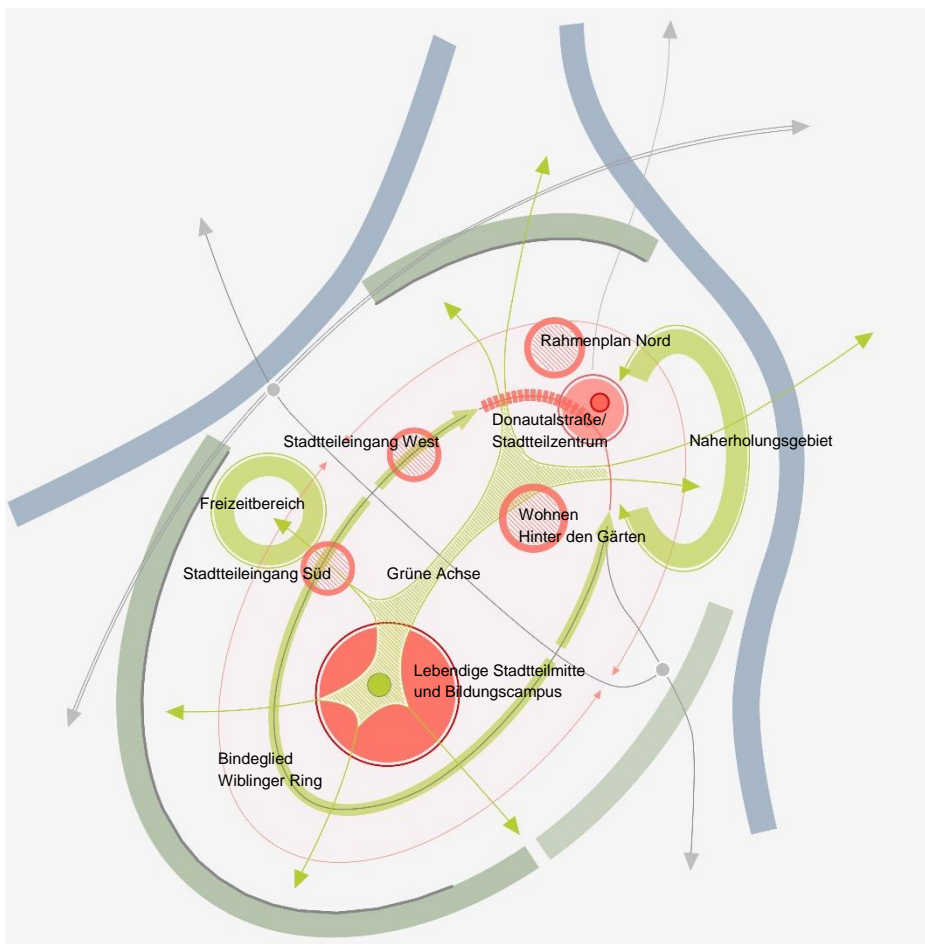 Rahmenplan Nord
Donautalstraße/
Stadtteilzentrum
Stadtteileingang West
Naherholungsgebiet
Freizeitbereich
Wohnen
Hinter den Gärten
Stadtteileingang Süd
Grüne Achse
Lebendige Stadtteilmitte
und Bildungscampus
Bindeglied
Wiblinger Ring